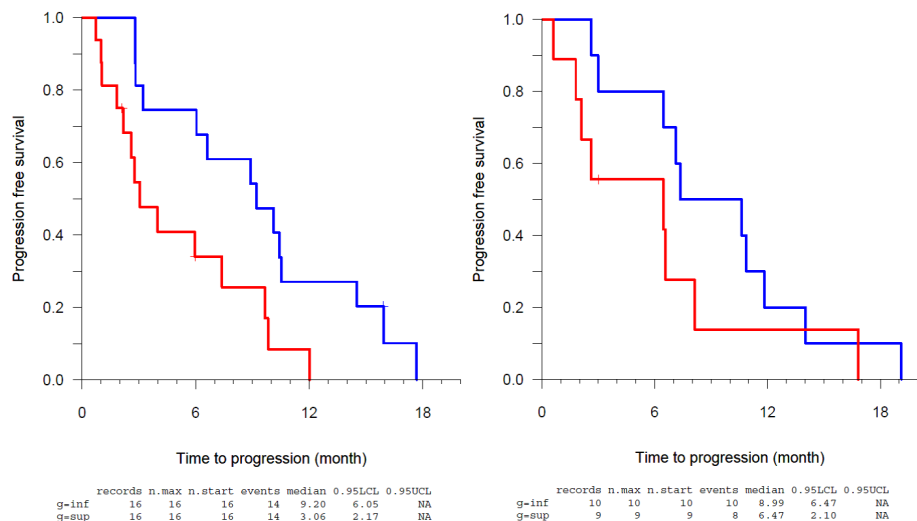 1.0
0.8
0.6
0.4
0.2
0.0
Progression free survival
0 6 12 18
Time to progression (month)
records n.max n.start events median 0.95LCL 0.95UCL
g=inf 16 16 16 14 9.20 6.05 NA
g=sup 16 16 16 14 3.06 2.17 NA
1.0
0.8
0.6
0.4
0.2
0.0
Progression free survival
0 6 12 18
Time to progression (month)
records n.max n.start events median 0.95LCL 0.95UCL
g=inf 10 10 10 10 8.99 6.47 NA
g=sup 9 9 9 8 6.47 2.10 NA